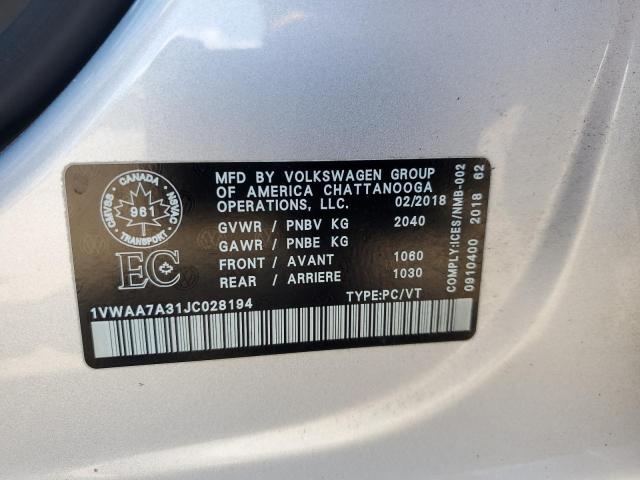 MFD BY VOLKSWAGEN GROUP
OF AMERICA CHATTANOOGA
OPERATIONS, LLC. 02/2018
GVWR / PNBV KG 2040
GAWR / PNBE KG
FRONT / AVANT 1060
REAR / ARRIERE 1030
CANADA
CMVSS NSVAC
961
TRANSPORT
EC
1VWAA7A31JC028194 TYPE:PC/VT
COMPLY:ICES/NMB-002
0910400 2018 62